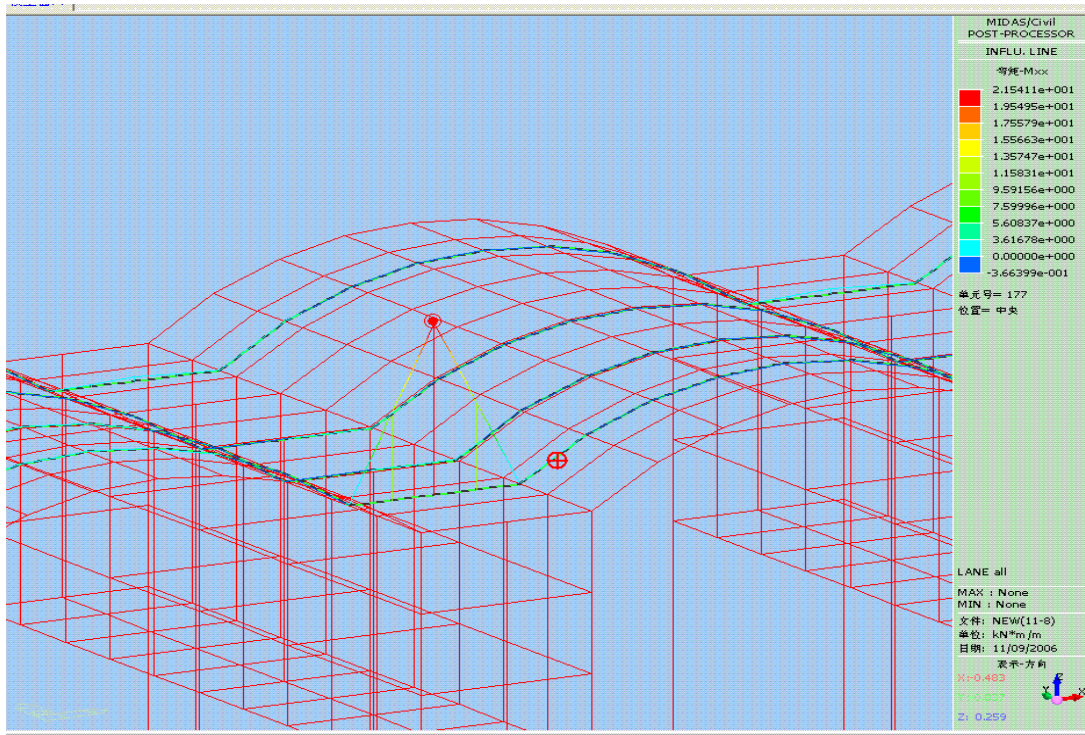 MIDAS/Civil
POST-PROCESSOR
INFLU. LINE
弯矩-Mxx
2.15411e+001
1.95495e+001
1.75579e+001
1.55663e+001
1.35747e+001
1.15831e+001
9.59156e+000
7.59996e+000
5.60837e+000
3.61678e+000
0.00000e+000
-3.66399e-001
单元号= 177
位置= 中央
LANE all
MAX : None
MIN : None
文件: NEW(11-8)
单位: kN*m/m
日期: 11/09/2006
表示-方向
X:-0.483
Z: 0.259
Z
Y
X